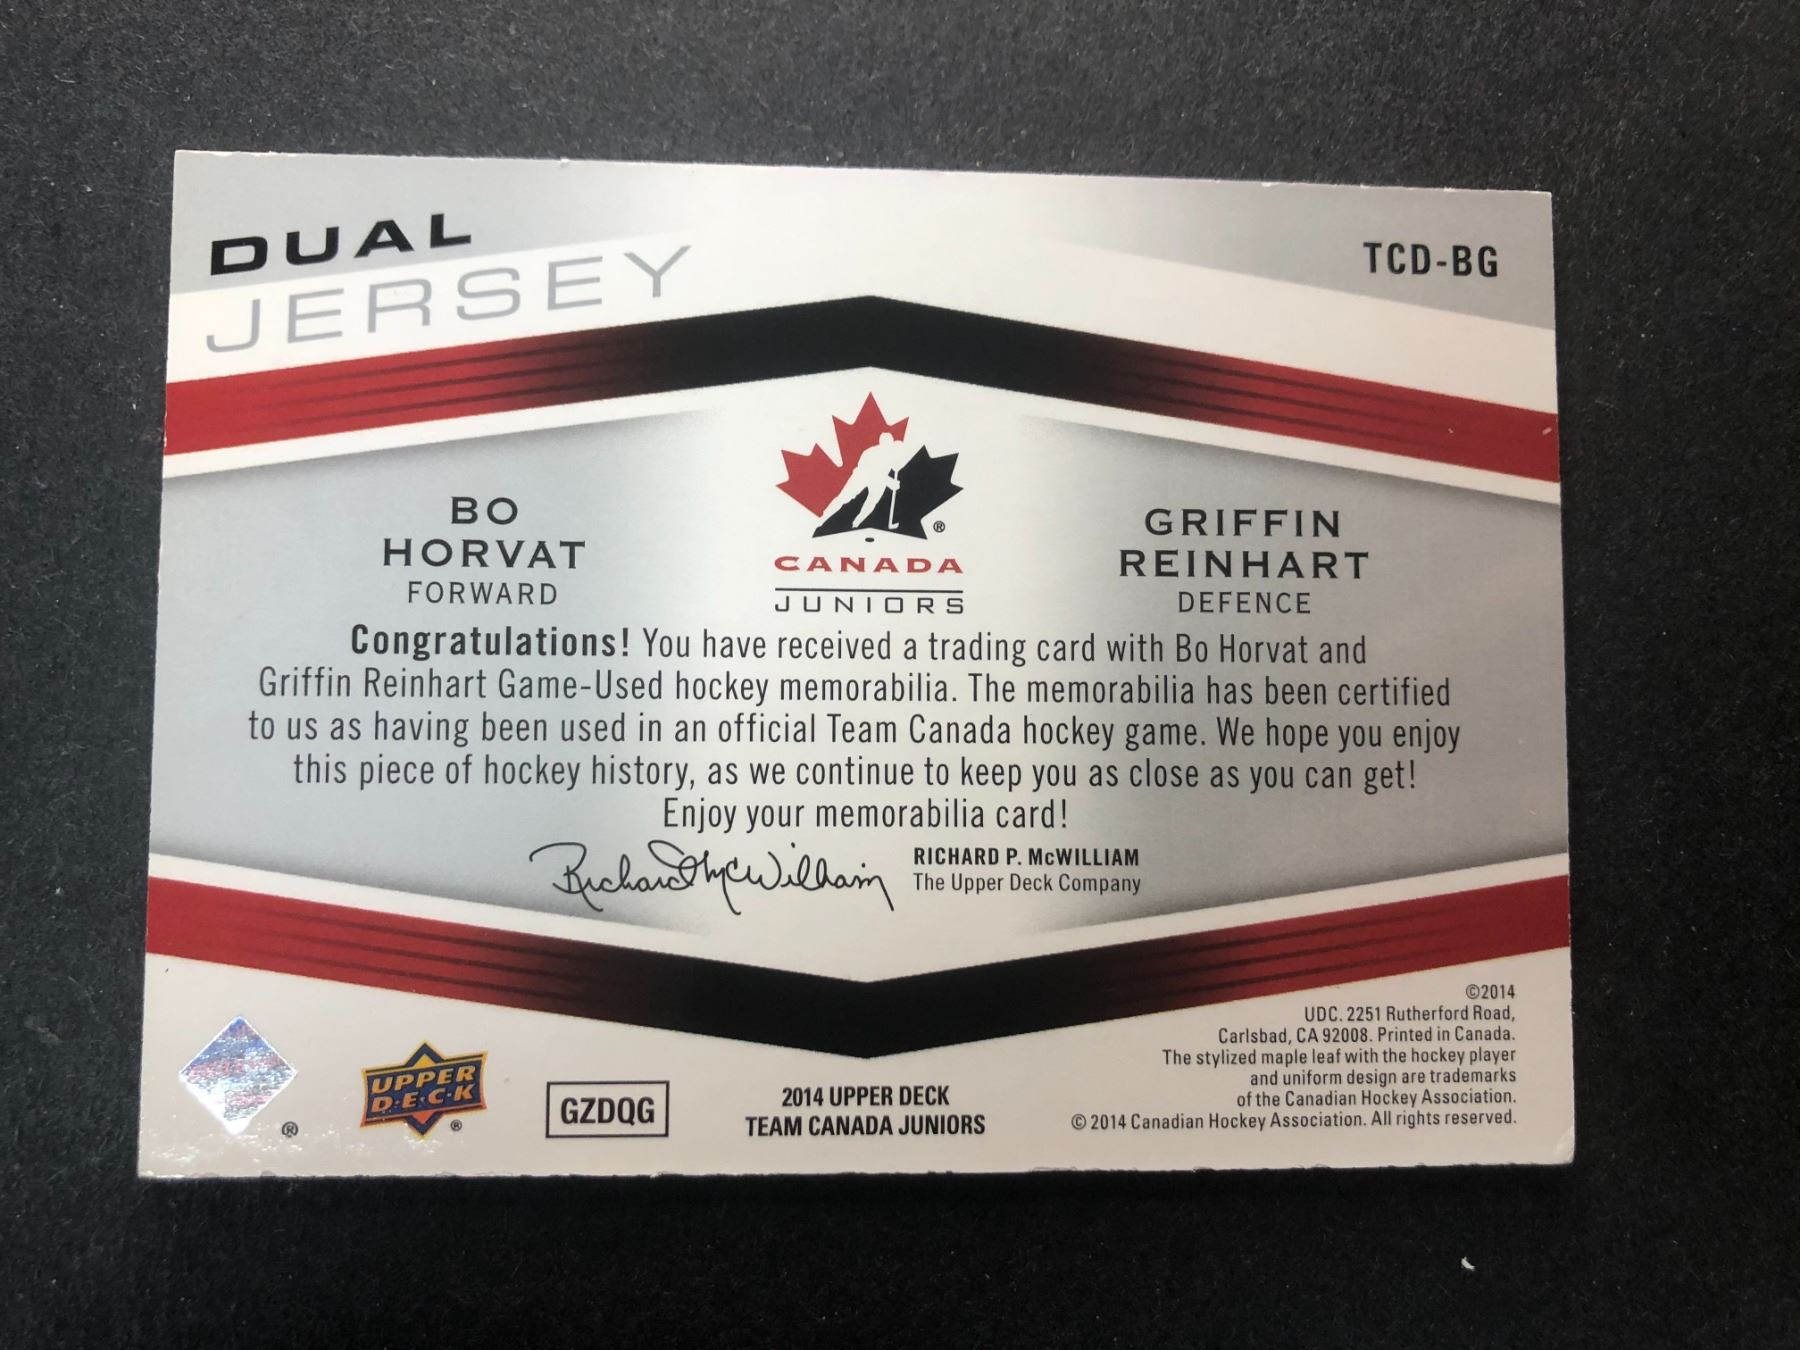 DUAL
JERSEY
TCD-BG
BO
HORVAT
FORWARD
®
CANADA
JUNIORS
GRIFFIN
REINHART
DEFENCE
Congratulations! You have received a trading card with Bo Horvat and
Griffin Reinhart Game-Used hockey memorabilia. The memorabilia has been certified
to us as having been used in an official Team Canada hockey game. We hope you enjoy
this piece of hockey history, as we continue to keep you as close as you can get!
Enjoy your memorabilia card!
Richard McWilliam
RICHARD P. McWILLIAM
The Upper Deck Company
®
UPPER
D·E·C·K
®
GZDQG
2014 UPPER DECK
TEAM CANADA JUNIORS
©2014
UDC. 2251 Rutherford Road,
Carlsbad, CA 92008. Printed in Canada.
The stylized maple leaf with the hockey player
and uniform design are trademarks
of the Canadian Hockey Association.
© 2014 Canadian Hockey Association. All rights reserved.